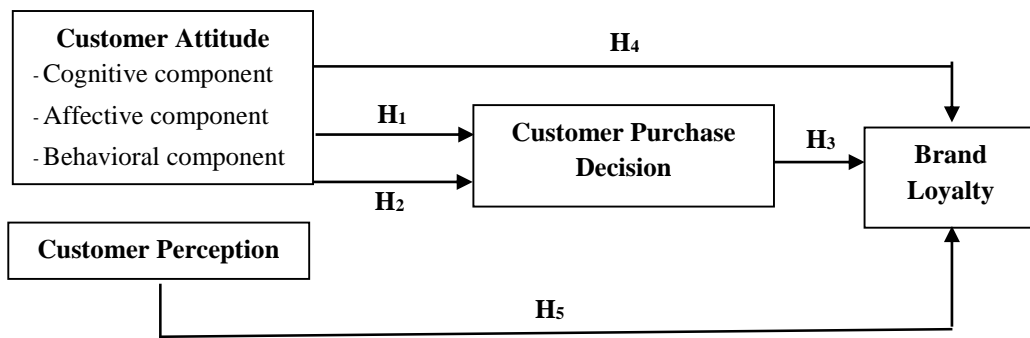 Customer Attitude
- Cognitive component
- Affective component
- Behavioral component
H4
H1
H2
Customer Purchase
Decision
H3
Brand
Loyalty
Customer Perception
H5